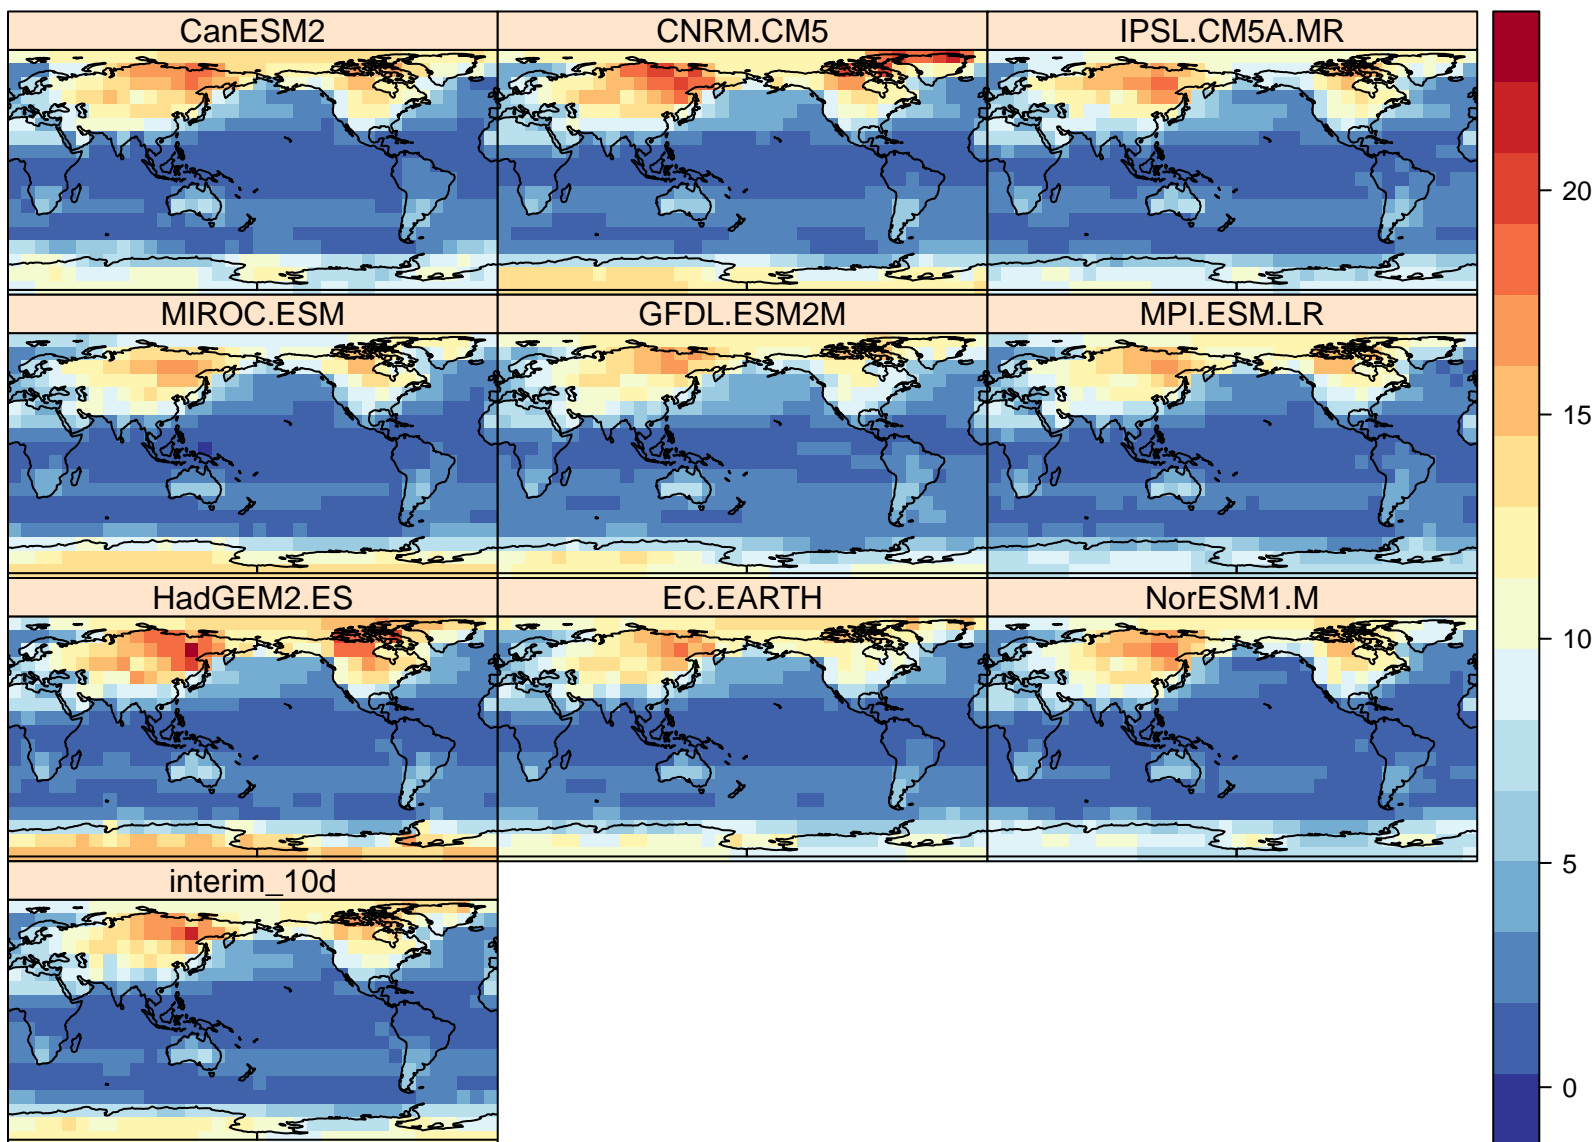 CanESM2
CNRM.CM5
IPSL.CM5A.MR
MIROC.ESM
GFDL.ESM2M
MPI.ESM.LR
HadGEM2.ES
EC.EARTH
NorESM1.M
interim_10d
20
15
10
5
0